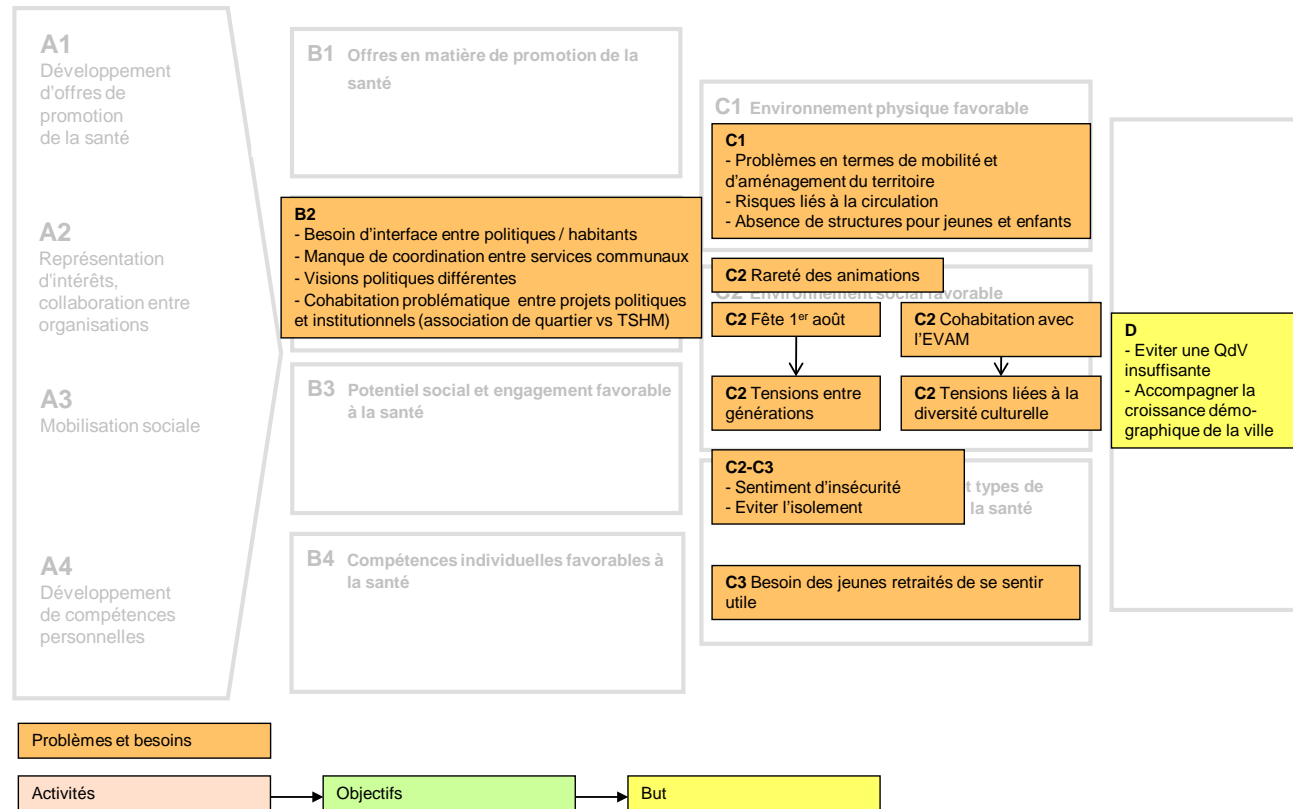 A1
Développement
d'offres de
promotion
de la santé
A2
Représentation
d'intérêts,
collaboration entre
organisations
A3
Mobilisation sociale
A4
Développement
de compétences
personnelles
B1 Offres en matière de promotion de la
santé
B2
- Besoin d'interface entre politiques / habitants
- Manque de coordination entre services communaux
- Visions politiques différentes
- Cohabitation problématique entre projets politiques
et institutionnels (association de quartier vs TSHM)
B3 Potentiel social et engagement favorable
à la santé
B4 Compétences individuelles favorables à
la santé
C1 Environnement physique favorable
C1
- Problèmes en termes de mobilité et
d'aménagement du territoire
- Risques liés à la circulation
- Absence de structures pour jeunes et enfants
C2 Rareté des animations
C2 Environnement social favorable
C2 Fête 1er août
C2 Cohabitation avec
l'EVAM
C2 Tensions entre
générations
C2 Tensions liées à la
diversité culturelle
C2-C3
- Sentiment d'insécurité
- Eviter l'isolement
t types de
la santé
C3 Besoin des jeunes retraités de se sentir
utile
D
- Eviter une QdV
insuffisante
- Accompagner la
croissance démo-
graphique de la ville
Problèmes et besoins
Activités
Objectifs
But